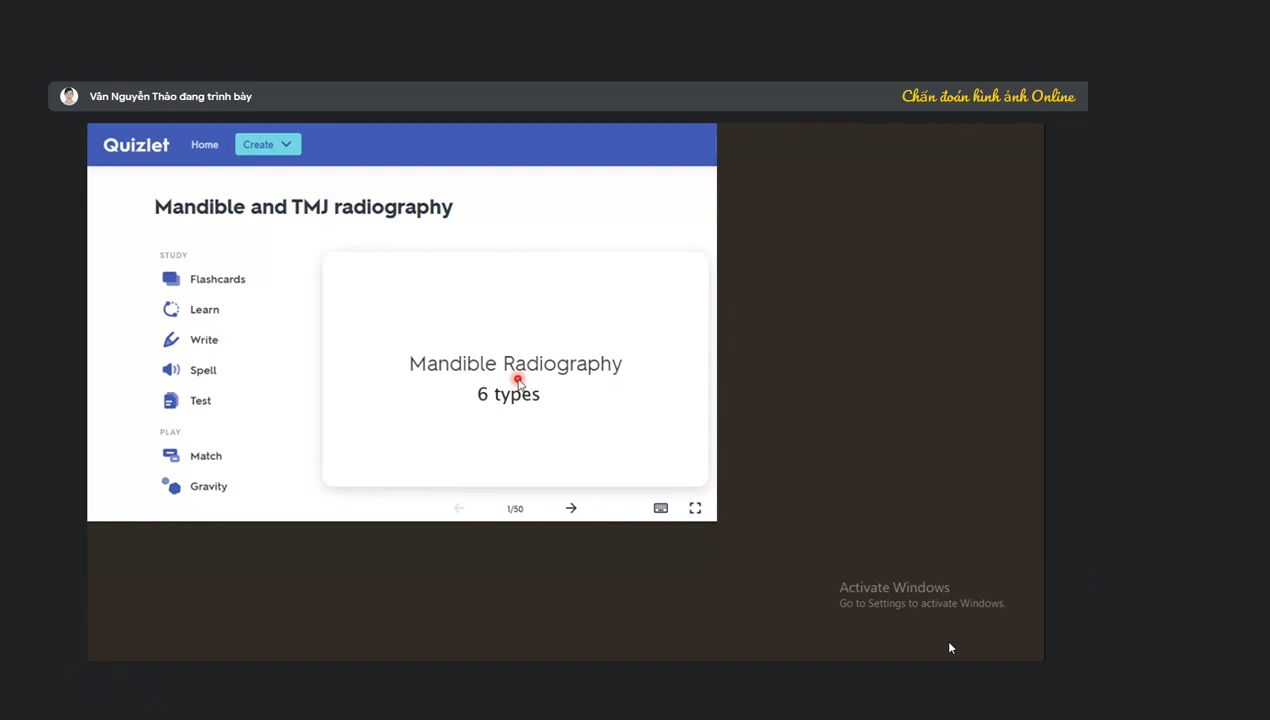 Vân Nguyễn Thảo đang trình bày
Chẩn đoán hình ảnh Online
Quizlet Home Create
Mandible and TMJ radiography
STUDY
Flashcards
Learn
Write
Spell
Test
PLAY
Match
Gravity
Mandible Radiography
6 types
1/50
Activate Windows
Go to Settings to activate Windows.